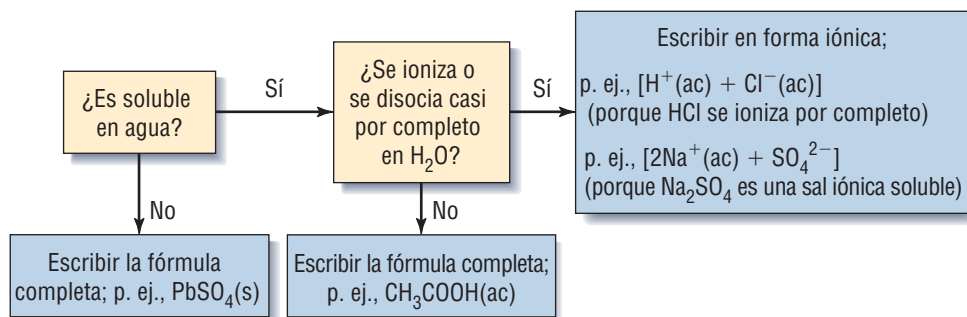 ¿Es soluble
en agua?
Sí
¿Se ioniza o
se disocia casi
por completo
en H₂O?
Sí
Escribir en forma iónica;
p. ej., [H⁺(ac) + Cl⁻(ac)]
(porque HCl se ioniza por completo)
p. ej., [2Na⁺(ac) + SO₄²⁻]
(porque Na₂SO₄ es una sal iónica soluble)
No
Escribir la fórmula
completa; p. ej., PbSO₄(s)
No
Escribir la fórmula completa;
p. ej., CH₃COOH(ac)